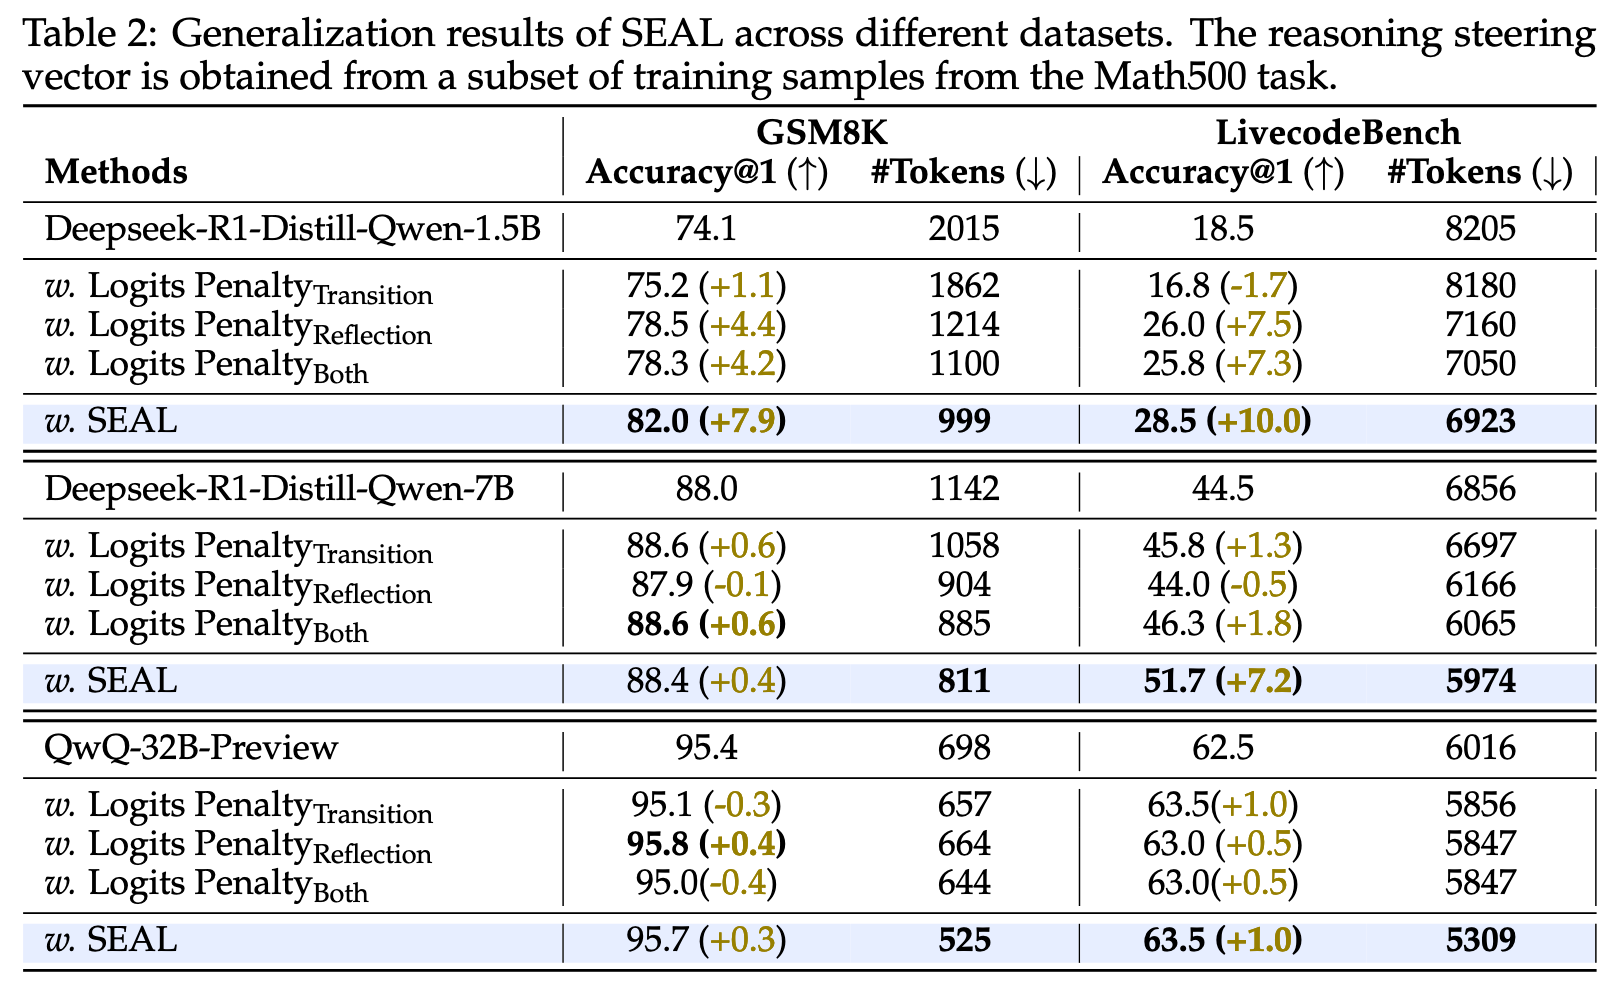 Table 2: Generalization results of SEAL across different datasets. The reasoning steering
vector is obtained from a subset of training samples from the Math500 task.
GSM8K LivecodeBench
Methods Accuracy@1 (↑) #Tokens (↓) Accuracy@1 (↑) #Tokens (↓)
Deepseek-R1-Distill-Qwen-1.5B 74.1 2015 18.5 8205
w. Logits PenaltyTransition 75.2 (+1.1) 1862 16.8 (-1.7) 8180
w. Logits PenaltyReflection 78.5 (+4.4) 1214 26.0 (+7.5) 7160
w. Logits PenaltyBoth 78.3 (+4.2) 1100 25.8 (+7.3) 7050
w. SEAL 82.0 (+7.9) 999 28.5 (+10.0) 6923
Deepseek-R1-Distill-Qwen-7B 88.0 1142 44.5 6856
w. Logits PenaltyTransition 88.6 (+0.6) 1058 45.8 (+1.3) 6697
w. Logits PenaltyReflection 87.9 (-0.1) 904 44.0 (-0.5) 6166
w. Logits PenaltyBoth 88.6 (+0.6) 885 46.3 (+1.8) 6065
w. SEAL 88.4 (+0.4) 811 51.7 (+7.2) 5974
QwQ-32B-Preview 95.4 698 62.5 6016
w. Logits PenaltyTransition 95.1 (-0.3) 657 63.5(+1.0) 5856
w. Logits PenaltyReflection 95.8 (+0.4) 664 63.0 (+0.5) 5847
w. Logits PenaltyBoth 95.0(-0.4) 644 63.0(+0.5) 5847
w. SEAL 95.7 (+0.3) 525 63.5 (+1.0) 5309